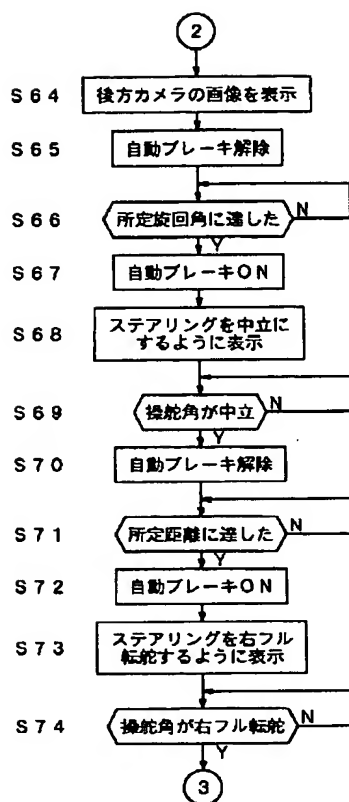 2
S64 後方カメラの画像を表示
S65 自動ブレーキ解除
S66 所定旋回角に達した N
Y
S67 自動ブレーキON
S68 ステアリングを中立に
するように表示
S69 操舵角が中立 N
Y
S70 自動ブレーキ解除
S71 所定距離に達した N
Y
S72 自動ブレーキON
S73 ステアリングを右フル
転舵するように表示
S74 操舵角が右フル転舵 N
Y
3